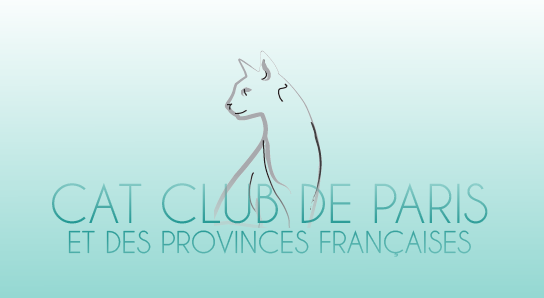 CAT CLUB DE PARIS
ET DES PROVINCES FRANÇAISES